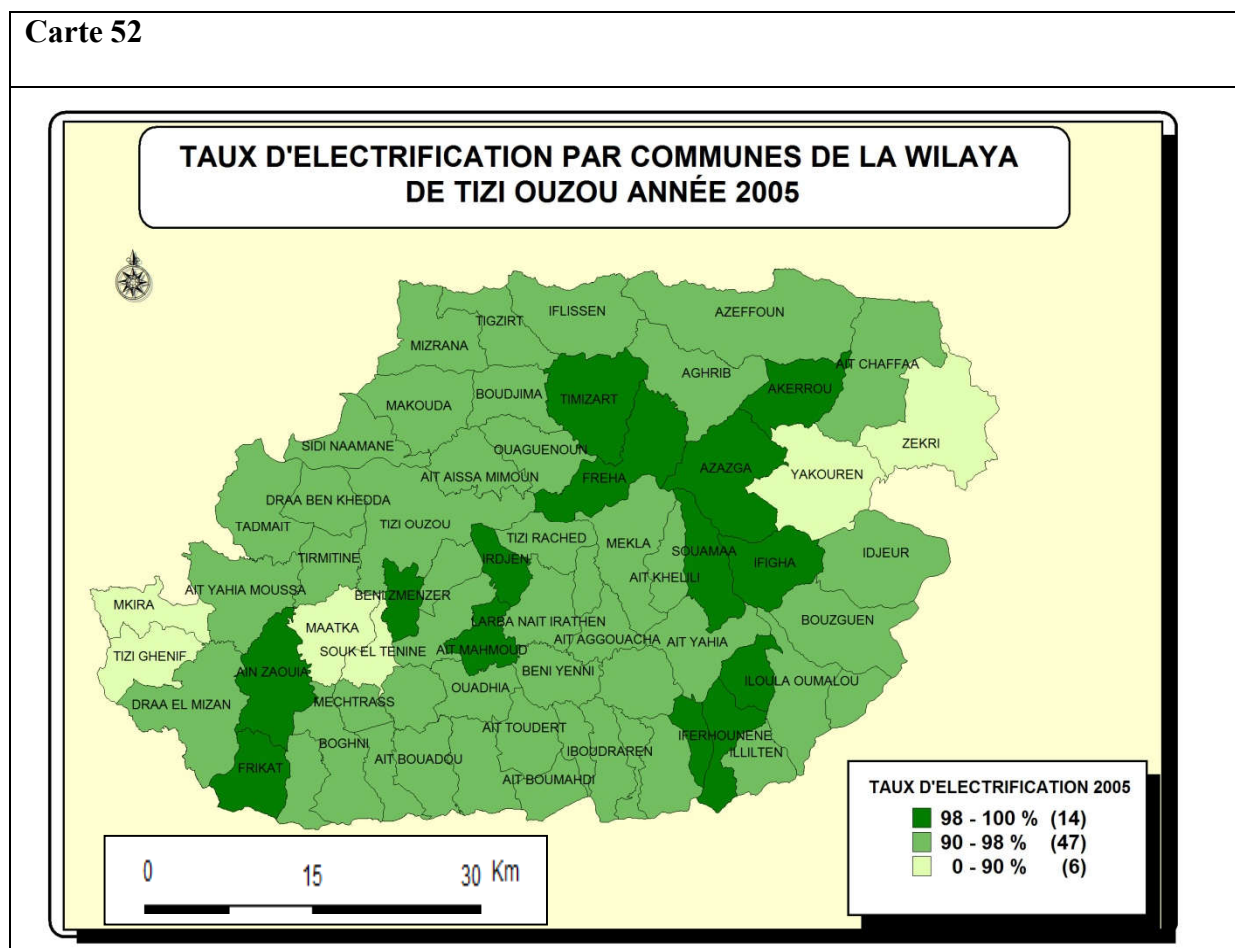 Carte 52
TAUX D'ELECTRIFICATION PAR COMMUNES DE LA WILAYA
DE TIZI OUZOU ANNÉE 2005
IFLISSEN
AZEFFOUN
TIGZIRT
MIZRANA
AIT CHAFFAA
AGHRIB
AKERROU
BOUDJIMA
TIMIZART
MAKOUDA
ZEKRI
SIDI NAAMANE
OUAGUENOUN
AZAZGA
YAKOUREN
AIT AISSA MIMOUN
FREHA
DRAA BEN KHEDDA
TADMAIT
TIZI OUZOU
TIZI RACHED
MEKLA
SOUAMAA
IDJEUR
TIRMITINE
IRDJEN
IFIGHA
AIT KHELILI
AIT YAHIA MOUSSA
BENI ZMENZER
MKIRA
BOUZGUEN
LARBA NAIT IRATHEN
MAATKA
AIT AGGOUACHA
AIT YAHIA
TIZI GHENIF
SOUK EL TENINE
AIT MAHMOUD
AIN ZAOUIA
BENI YENNI
ILOULA OUMALOU
OUADHIA
DRAA EL MIZAN
MECHTRASS
AIT TOUDERT
IFERHOUNENE
BOGHNI
IBOUDRAREN
ILLILTEN
AIT BOUADOU
FRIKAT
AIT BOUMAHDI
TAUX D'ELECTRIFICATION 2005
98 - 100 % (14)
90 - 98 % (47)
0 - 90 % (6)
0 15 30 Km